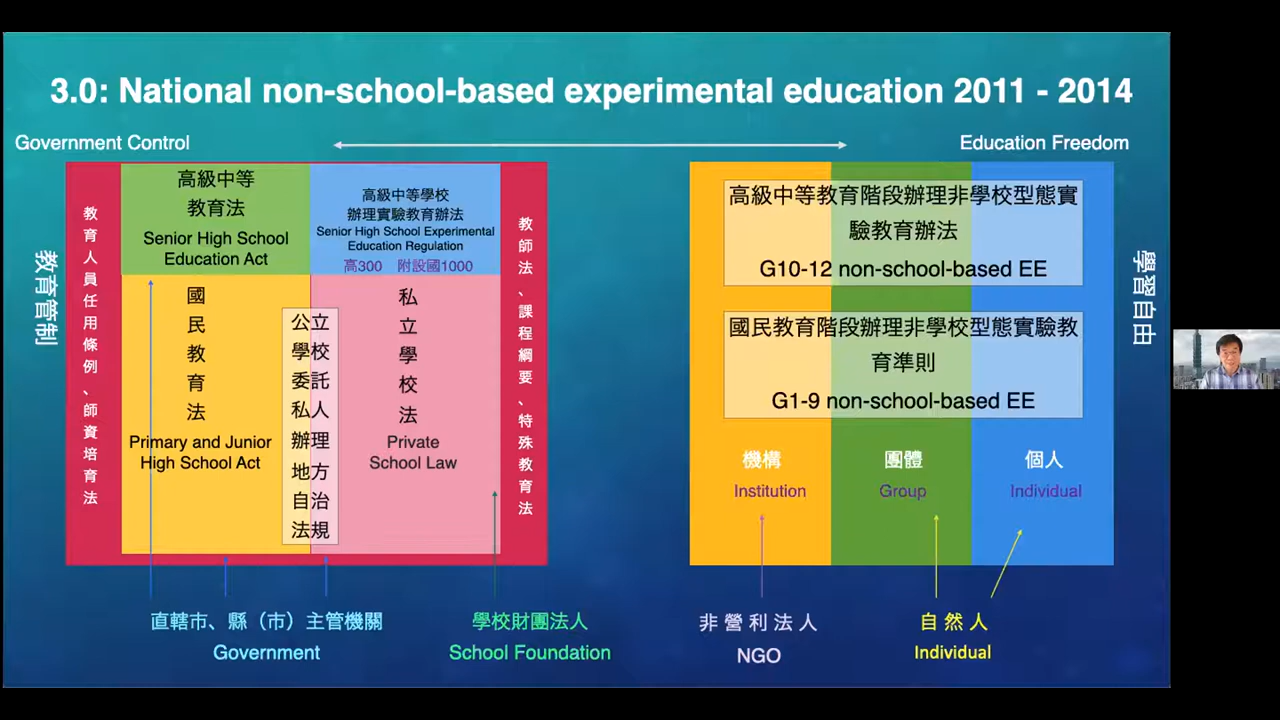 3.0: National non-school-based experimental education 2011 - 2014
Government Control
Education Freedom
教育管制
教育人員任用條例、師資培育法
高級中等
教育法
Senior High School
Education Act
高級中等學校
辦理實驗教育辦法
Senior High School Experimental
Education Regulation
高300 附設國1000
國民教育法
Primary and Junior
High School Act
公立
學校
委託
私人
辦理
地方
自治
法規
私立學校法
Private
School Law
教師法、課程綱要、特殊教育法
高級中等教育階段辦理非學校型態實
驗教育辦法
G10-12 non-school-based EE
國民教育階段辦理非學校型態實驗教
育準則
G1-9 non-school-based EE
機構
Institution
團體
Group
個人
Individual
學習自由
直轄市、縣（市）主管機關
Government
學校財團法人
School Foundation
非營利法人
NGO
自然人
Individual